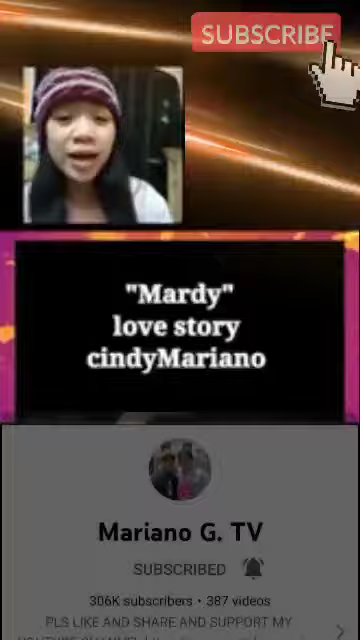 SUBSCRIBE
"Mardy"
love story
cindyMariano
Mariano G. TV
SUBSCRIBED
306K subscribers • 387 videos
PLS LIKE AND SHARE AND SUPPORT MY